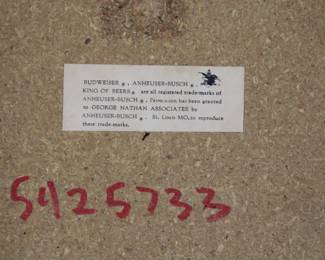 BUDWEISER ®, ANHEUSER-BUSCH ®,
KING OF BEERS ® are all registered trade-marks of
ANHEUSER-BUSCH ®. Permission has been granted
to GEORGE NATHAN ASSOCIATES by
ANHEUSER-BUSCH ®. St. Louis MO, to reproduce
these trade-marks.
5425733